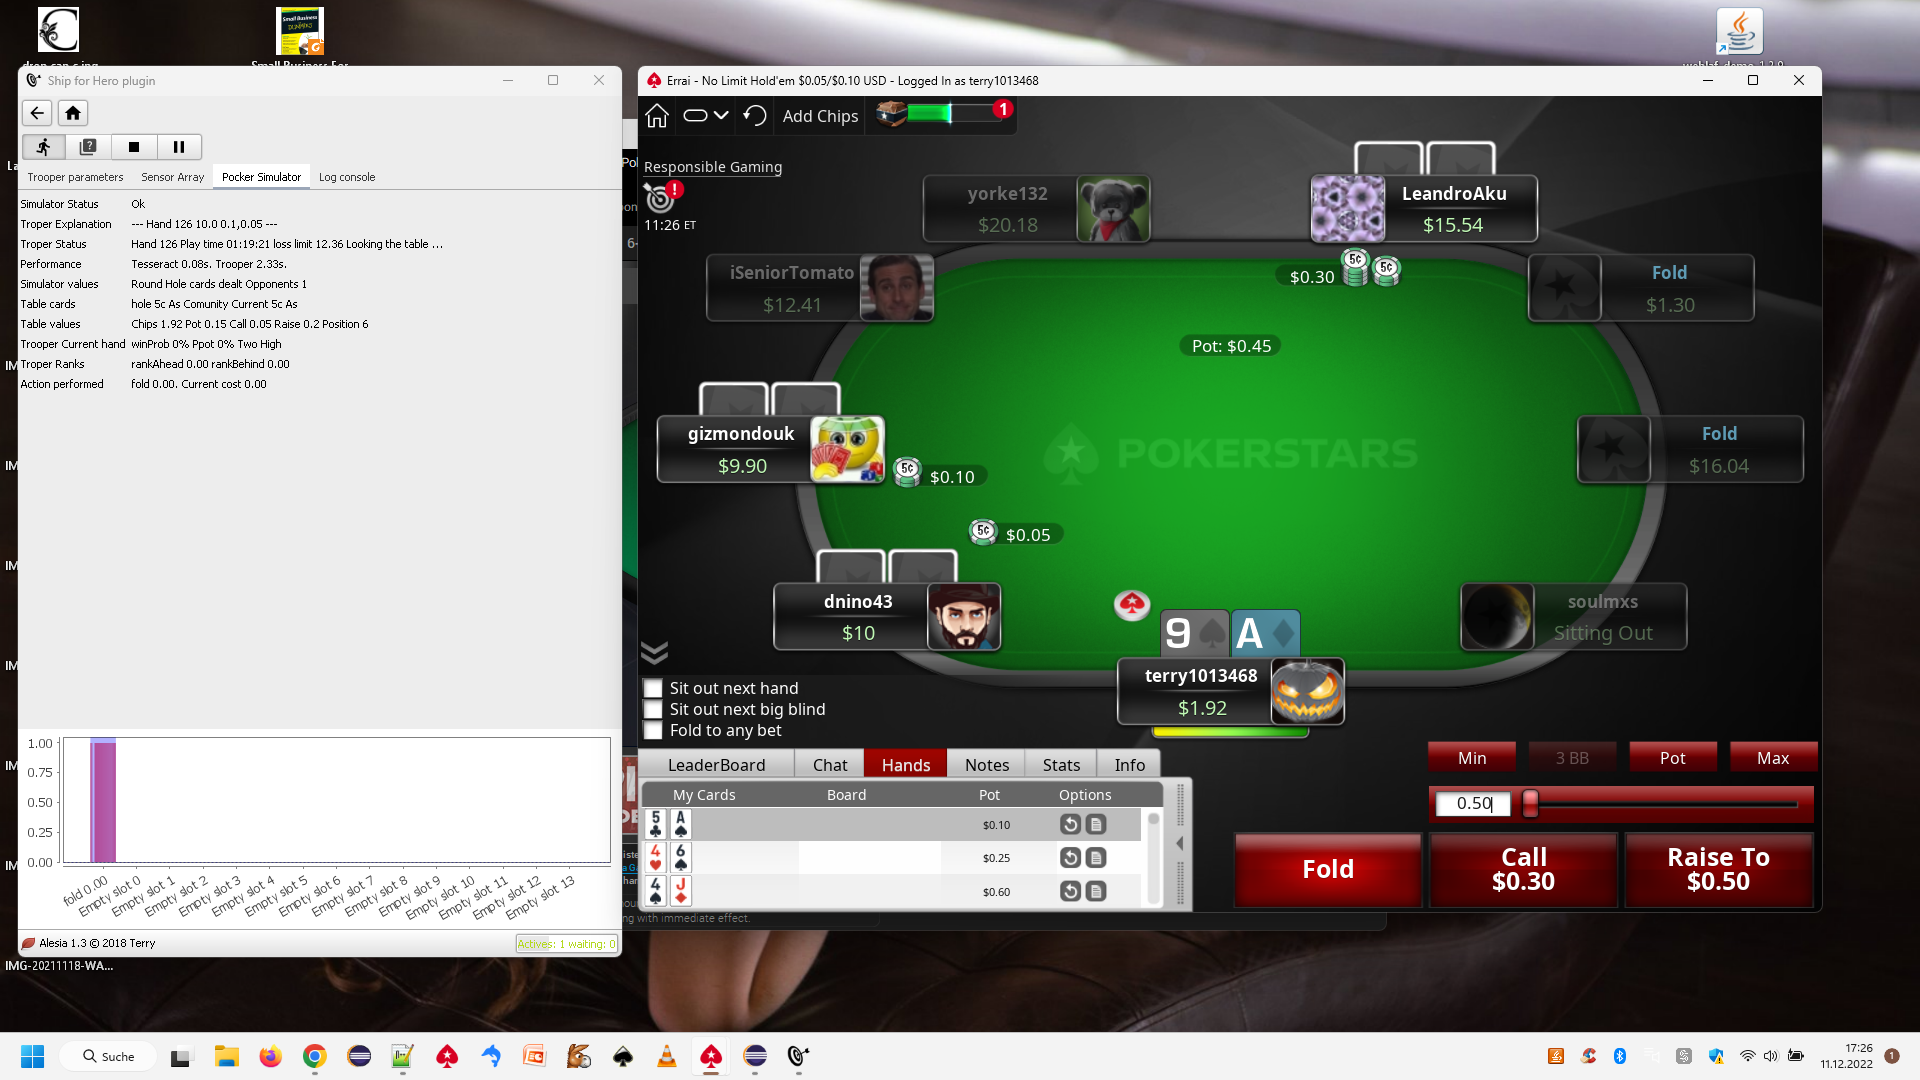 Ship for Hero plugin
Trooper parameters
Sensor Array
Pocker Simulator
Log console
Simulator Status Ok
Troper Explanation --- Hand 126 10.0 0.1,0.05 ---
Troper Status Hand 126 Play time 01:19:21 loss limit 12.36 Looking the table ...
Performance Tesseract 0.08s. Trooper 2.33s.
Simulator values Round Hole cards dealt Opponents 1
Table cards hole 5c As Comunity Current 5c As
Table values Chips 1.92 Pot 0.15 Call 0.05 Raise 0.2 Position 6
Trooper Current hand winProb 0% Ppot 0% Two High
Troper Ranks rankAhead 0.00 rankBehind 0.00
Action performed fold 0.00. Current cost 0.00
1.00
0.75
0.50
0.25
0.00
fold 0.00
Empty slot 0
Empty slot 1
Empty slot 2
Empty slot 3
Empty slot 4
Empty slot 5
Empty slot 6
Empty slot 7
Empty slot 8
Empty slot 9
Empty slot 10
Empty slot 11
Empty slot 12
Empty slot 13
Alesia 1.3 © 2018 Terry
Actives: 1 waiting: 0
IMG-20211118-WA...
Errai - No Limit Hold'em $0.05/$0.10 USD - Logged In as terry1013468
Add Chips
1
Responsible Gaming
11:26 ET
yorke132
$20.18
LeandroAku
$15.54
iSeniorTomato
$12.41
$0.30
5¢
5¢
Fold
$1.30
Pot: $0.45
gizmondouk
$9.90
5¢
$0.10
POKERSTARS
Fold
$16.04
5¢
$0.05
dnino43
$10
9
A
terry1013468
$1.92
soulmxs
Sitting Out
Sit out next hand
Sit out next big blind
Fold to any bet
LeaderBoard
Chat
Hands
Notes
Stats
Info
My Cards Board Pot Options
5 A $0.10
4 6 $0.25
4 J $0.60
Min
3 BB
Pot
Max
0.50
Fold
Call
$0.30
Raise To
$0.50
ng with immediate effect.
Suche
17:26
11.12.2022
1